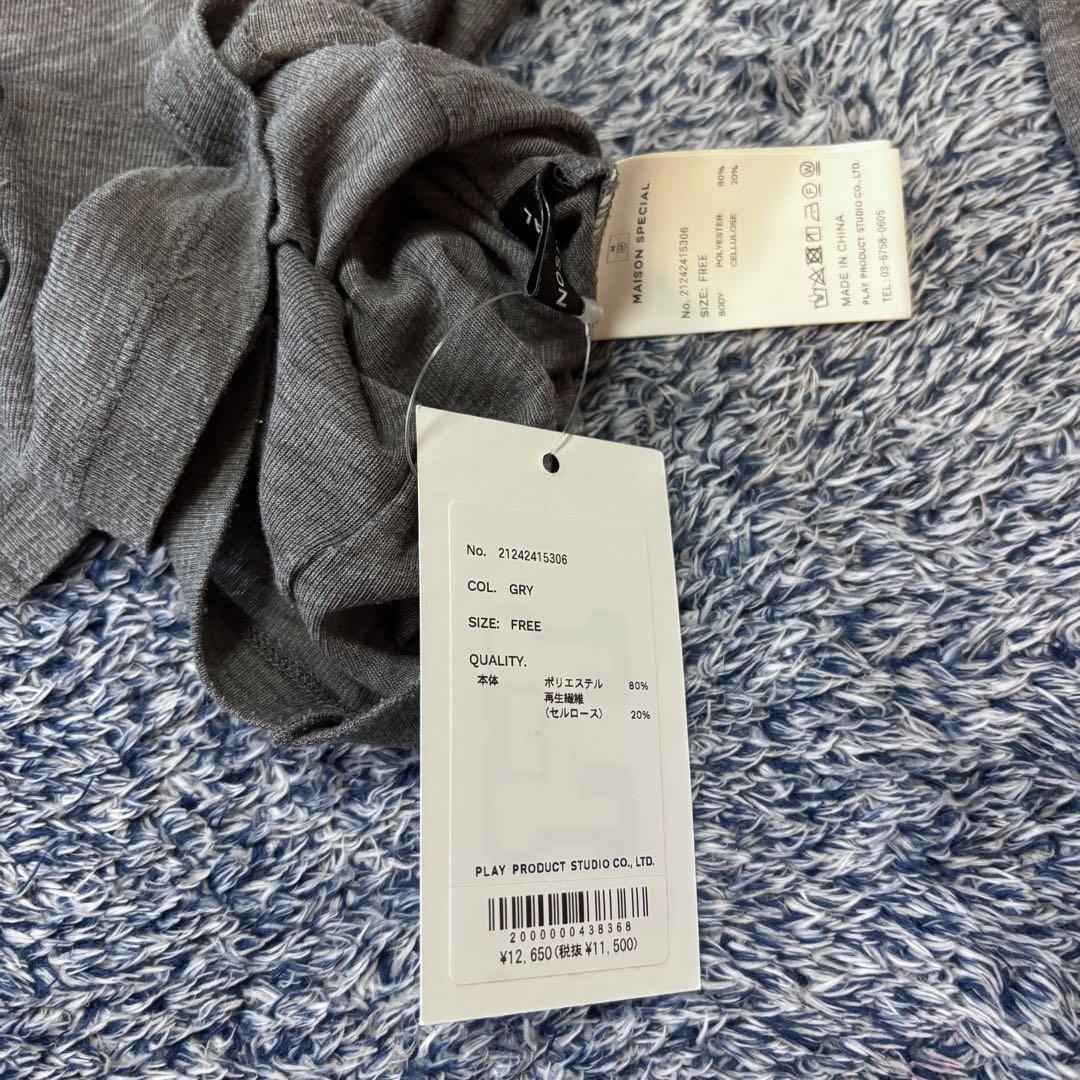 MAISON SPECIAL
No. 21242415306
SIZE: FREE
BODY POLYESTER 80%
CELLULOSE 20%
MADE IN CHINA
PLAY PRODUCT STUDIO CO., LTD.
TEL : 03-6758-0605
No. 21242415306
COL. GRY
SIZE: FREE
QUALITY.
本体 ポリエステル 80%
再生繊維
(セルロース) 20%
PLAY PRODUCT STUDIO CO., LTD.
2000000438368
¥12,650(税抜¥11,500)